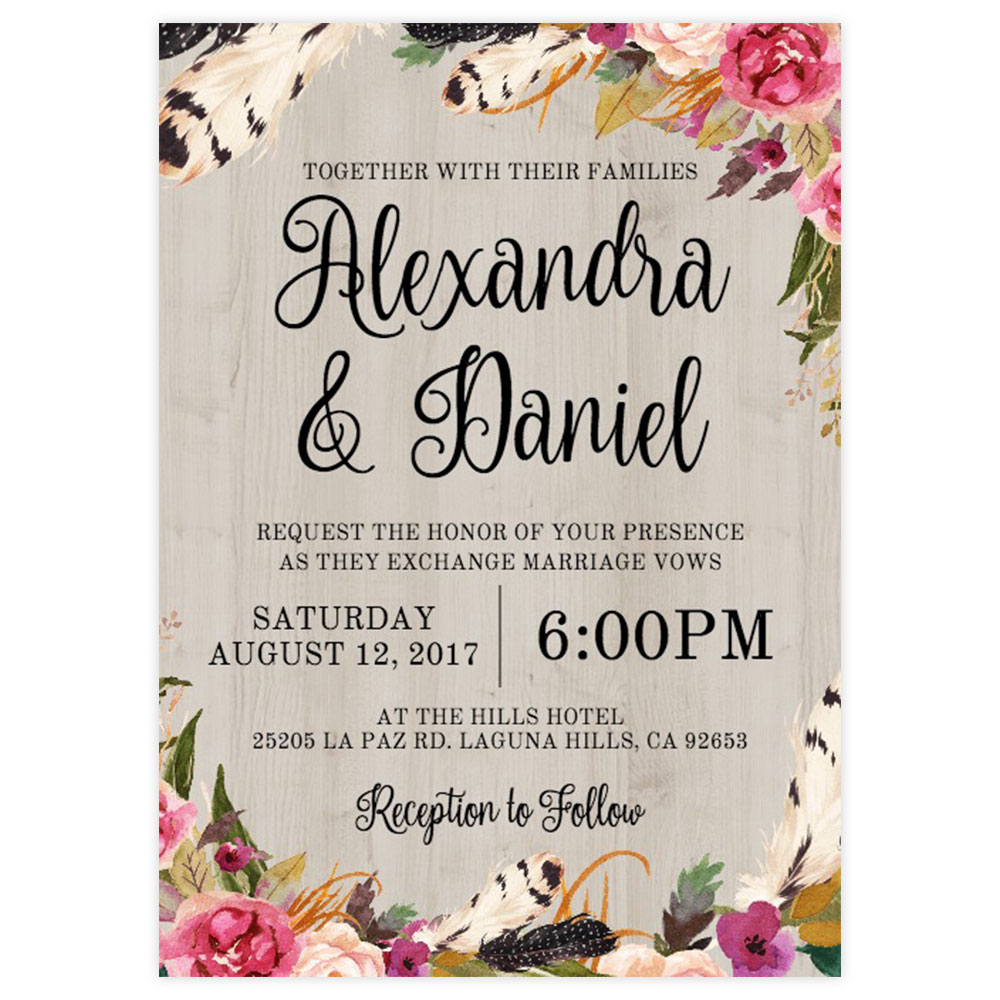 TOGETHER WITH THEIR FAMILIES
Alexandra
& Daniel
REQUEST THE HONOR OF YOUR PRESENCE
AS THEY EXCHANGE MARRIAGE VOWS
SATURDAY
AUGUST 12, 2017
6:00PM
AT THE HILLS HOTEL
25205 LA PAZ RD. LAGUNA HILLS, CA 92653
Reception to Follow